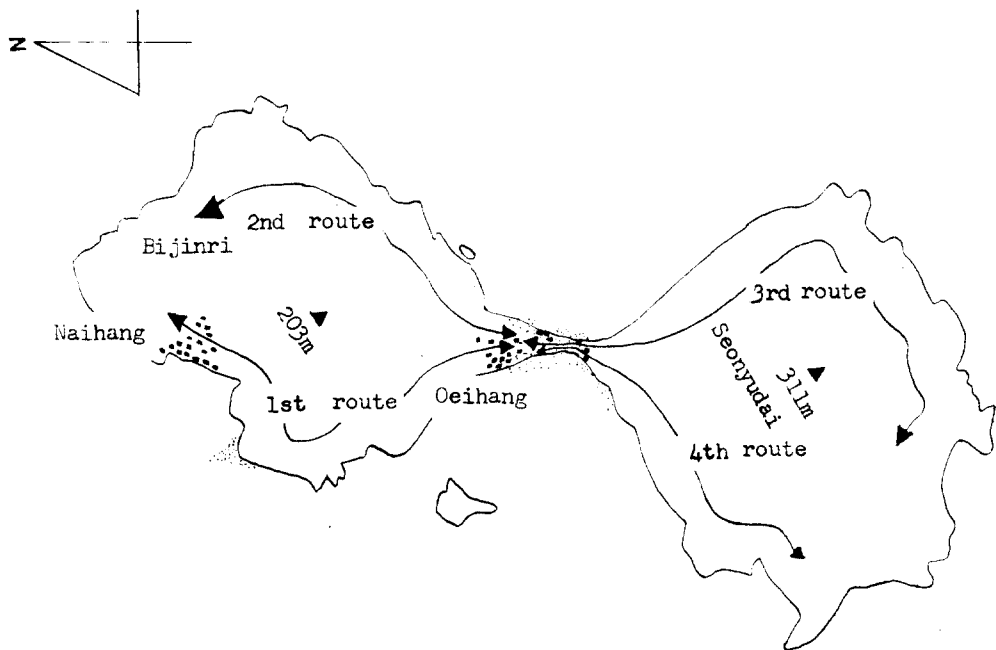 N
2nd route
Bijinri
203m
Naihang
1st route
Oeihang
3rd route
Seonyudai
311m
4th route